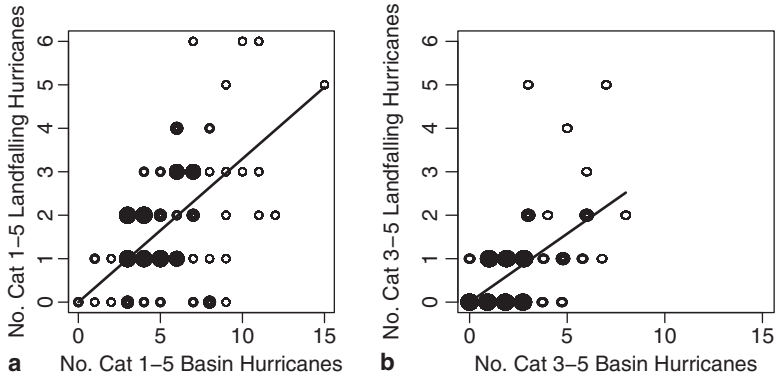 No. Cat 1–5 Landfalling Hurricanes
6
5
4
3
2
1
0
0 5 10 15
a No. Cat 1–5 Basin Hurricanes
No. Cat 3–5 Landfalling Hurricanes
6
5
4
3
2
1
0
0 5 10 15
b No. Cat 3–5 Basin Hurricanes